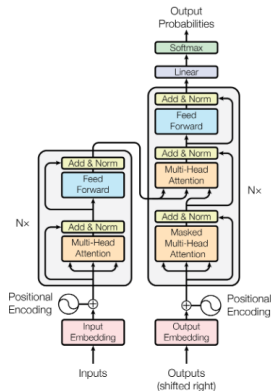 Output
Probabilities
Softmax
Linear
Add & Norm
Feed
Forward
Add & Norm
Multi-Head
Attention
Add & Norm
Masked
Multi-Head
Attention
Nx
Add & Norm
Feed
Forward
Add & Norm
Multi-Head
Attention
Nx
Positional
Encoding
Input
Embedding
Inputs
Positional
Encoding
Output
Embedding
Outputs
(shifted right)